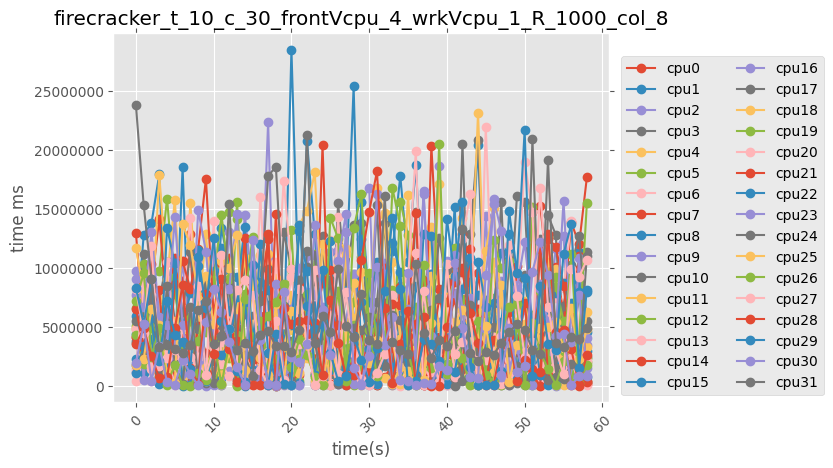 firecracker_t_10_c_30_frontVcpu_4_wrkVcpu_1_R_1000_col_8
time ms
25000000
20000000
15000000
10000000
5000000
0
0
10
20
30
40
50
60
time(s)
cpu0
cpu1
cpu2
cpu3
cpu4
cpu5
cpu6
cpu7
cpu8
cpu9
cpu10
cpu11
cpu12
cpu13
cpu14
cpu15
cpu16
cpu17
cpu18
cpu19
cpu20
cpu21
cpu22
cpu23
cpu24
cpu25
cpu26
cpu27
cpu28
cpu29
cpu30
cpu31